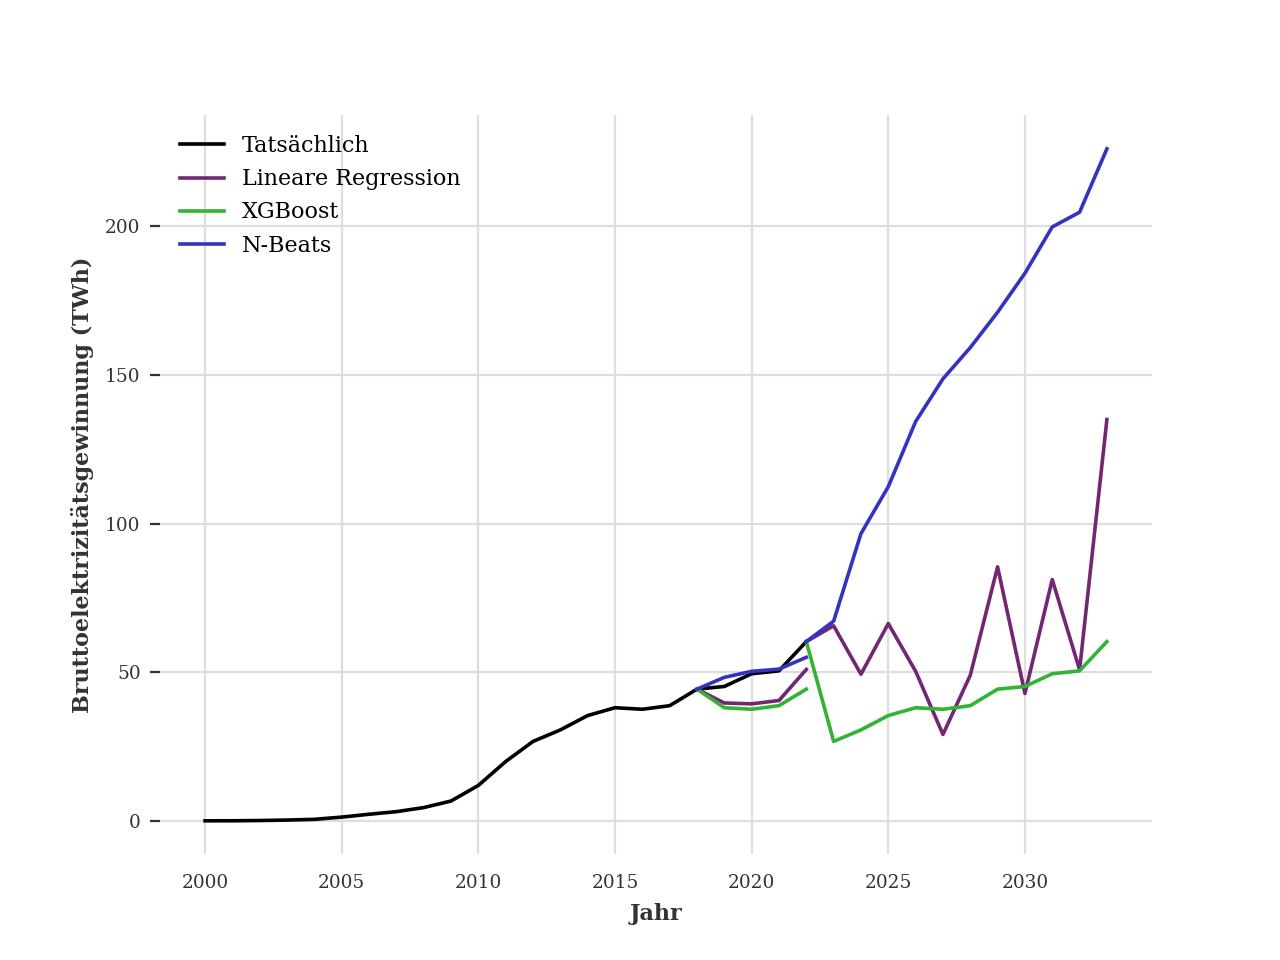 Tatsächlich
Lineare Regression
XGBoost
N-Beats
Bruttoelektrizitätsgewinnung (TWh)
200
150
100
50
0
2000 2005 2010 2015 2020 2025 2030
Jahr